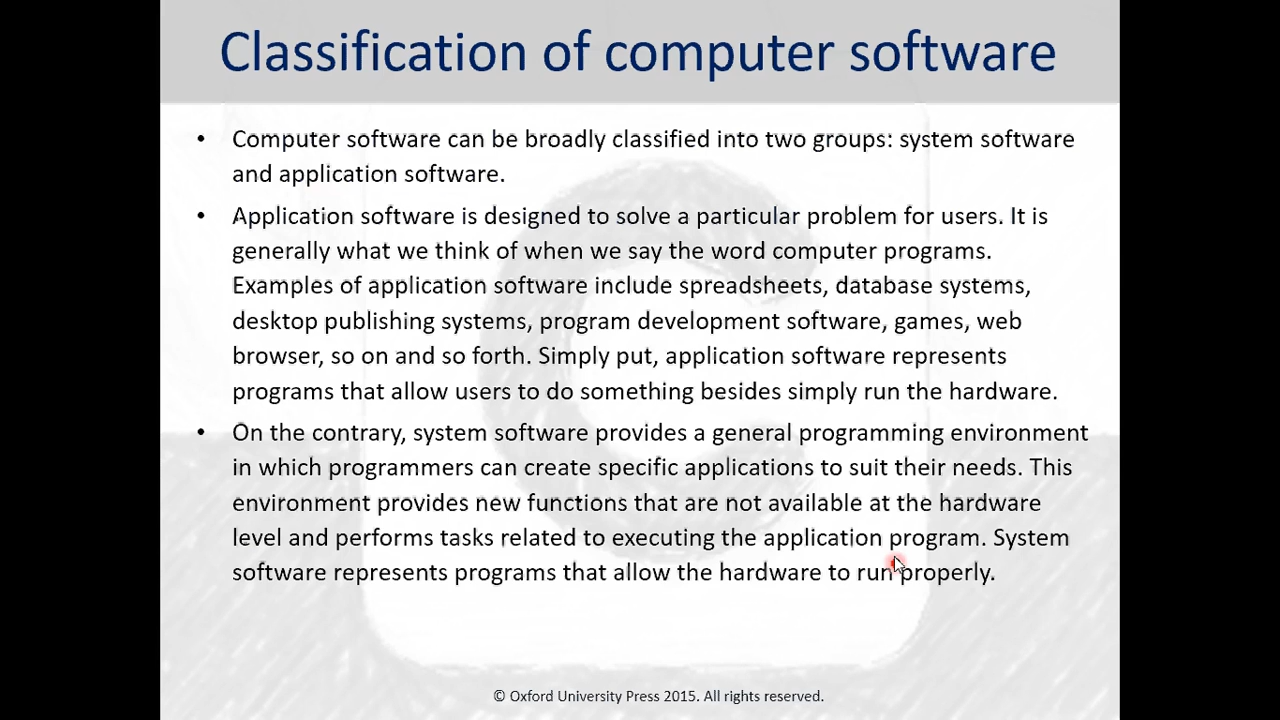 Classification of computer software
• Computer software can be broadly classified into two groups: system software
and application software.
• Application software is designed to solve a particular problem for users. It is
generally what we think of when we say the word computer programs.
Examples of application software include spreadsheets, database systems,
desktop publishing systems, program development software, games, web
browser, so on and so forth. Simply put, application software represents
programs that allow users to do something besides simply run the hardware.
• On the contrary, system software provides a general programming environment
in which programmers can create specific applications to suit their needs. This
environment provides new functions that are not available at the hardware
level and performs tasks related to executing the application program. System
software represents programs that allow the hardware to run properly.
© Oxford University Press 2015. All rights reserved.